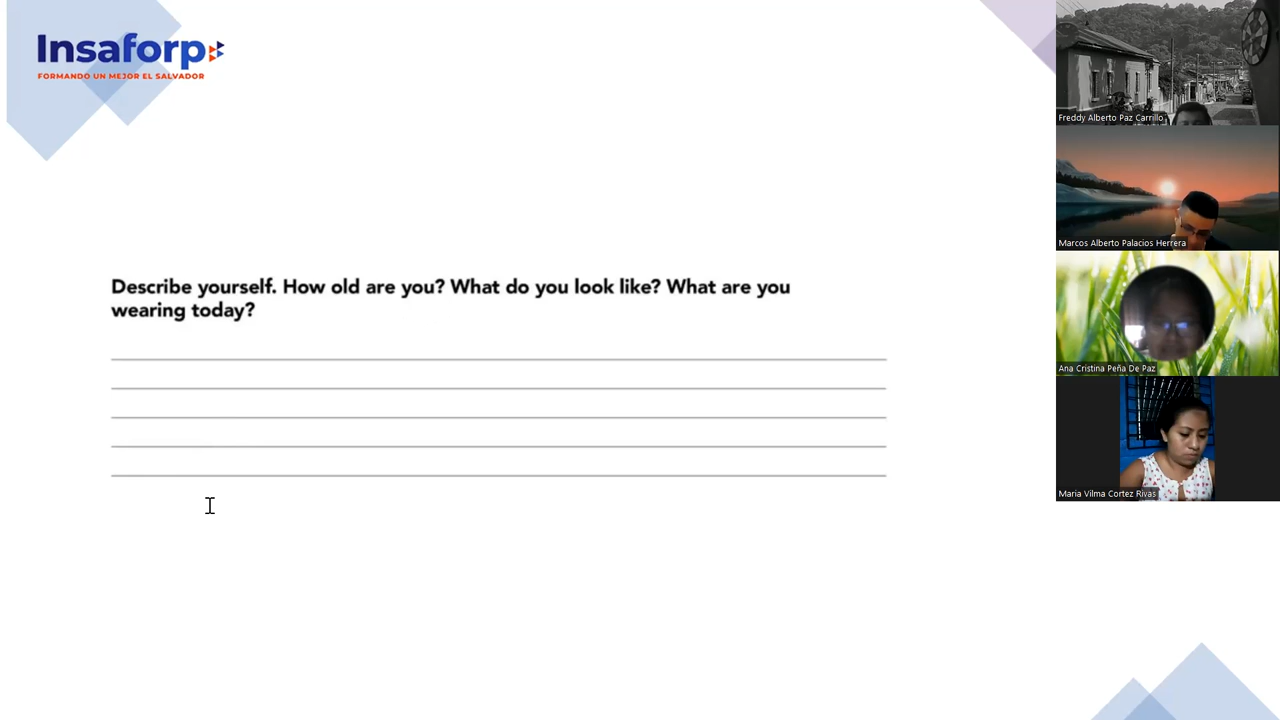 Insaforp
FORMANDO UN MEJOR EL SALVADOR
Describe yourself. How old are you? What do you look like? What are you
wearing today?
Freddy Alberto Paz Carrillo
Marcos Alberto Palacios Herrera
Ana Cristina Peña De Paz
Maria Vilma Cortez Rivas